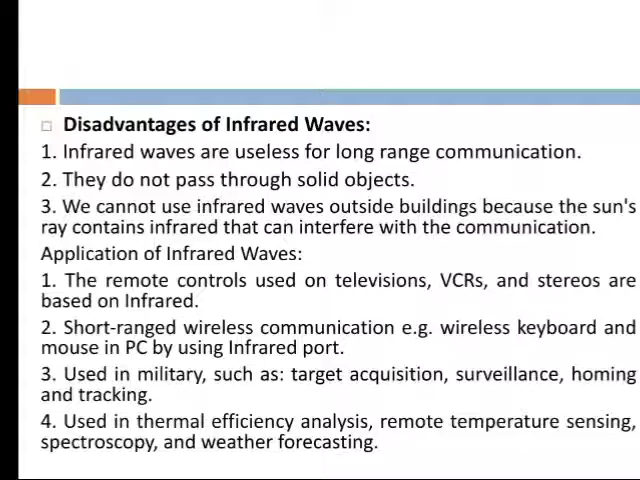 Disadvantages of Infrared Waves:
1. Infrared waves are useless for long range communication.
2. They do not pass through solid objects.
3. We cannot use infrared waves outside buildings because the sun's
ray contains infrared that can interfere with the communication.
Application of Infrared Waves:
1. The remote controls used on televisions, VCRs, and stereos are
based on Infrared.
2. Short-ranged wireless communication e.g. wireless keyboard and
mouse in PC by using Infrared port.
3. Used in military, such as: target acquisition, surveillance, homing
and tracking.
4. Used in thermal efficiency analysis, remote temperature sensing,
spectroscopy, and weather forecasting.